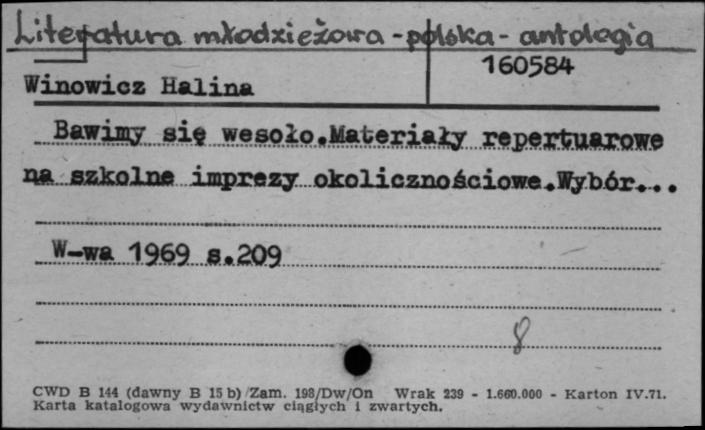 Literatura młodzieżowa - polska - antologia
160584
Winowicz Halina
Bawimy się wesoło.Materiały repertuarowe
na szkolne imprezy okolicznościowe.Wybór...
W-wa 1969 s.209
8
CWD B 144 (dawny B 15 b) Zam. 198/Dw/On Wrak 239 - 1.660.000 - Karton IV.71.
Karta katalogowa wydawnictw ciągłych i zwartych.